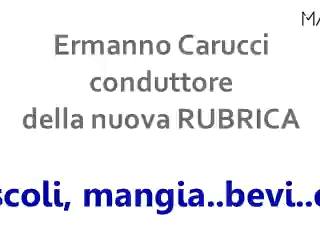 MA
Ermanno Carucci
conduttore
della nuova RUBRICA
scoli, mangia..bevi..